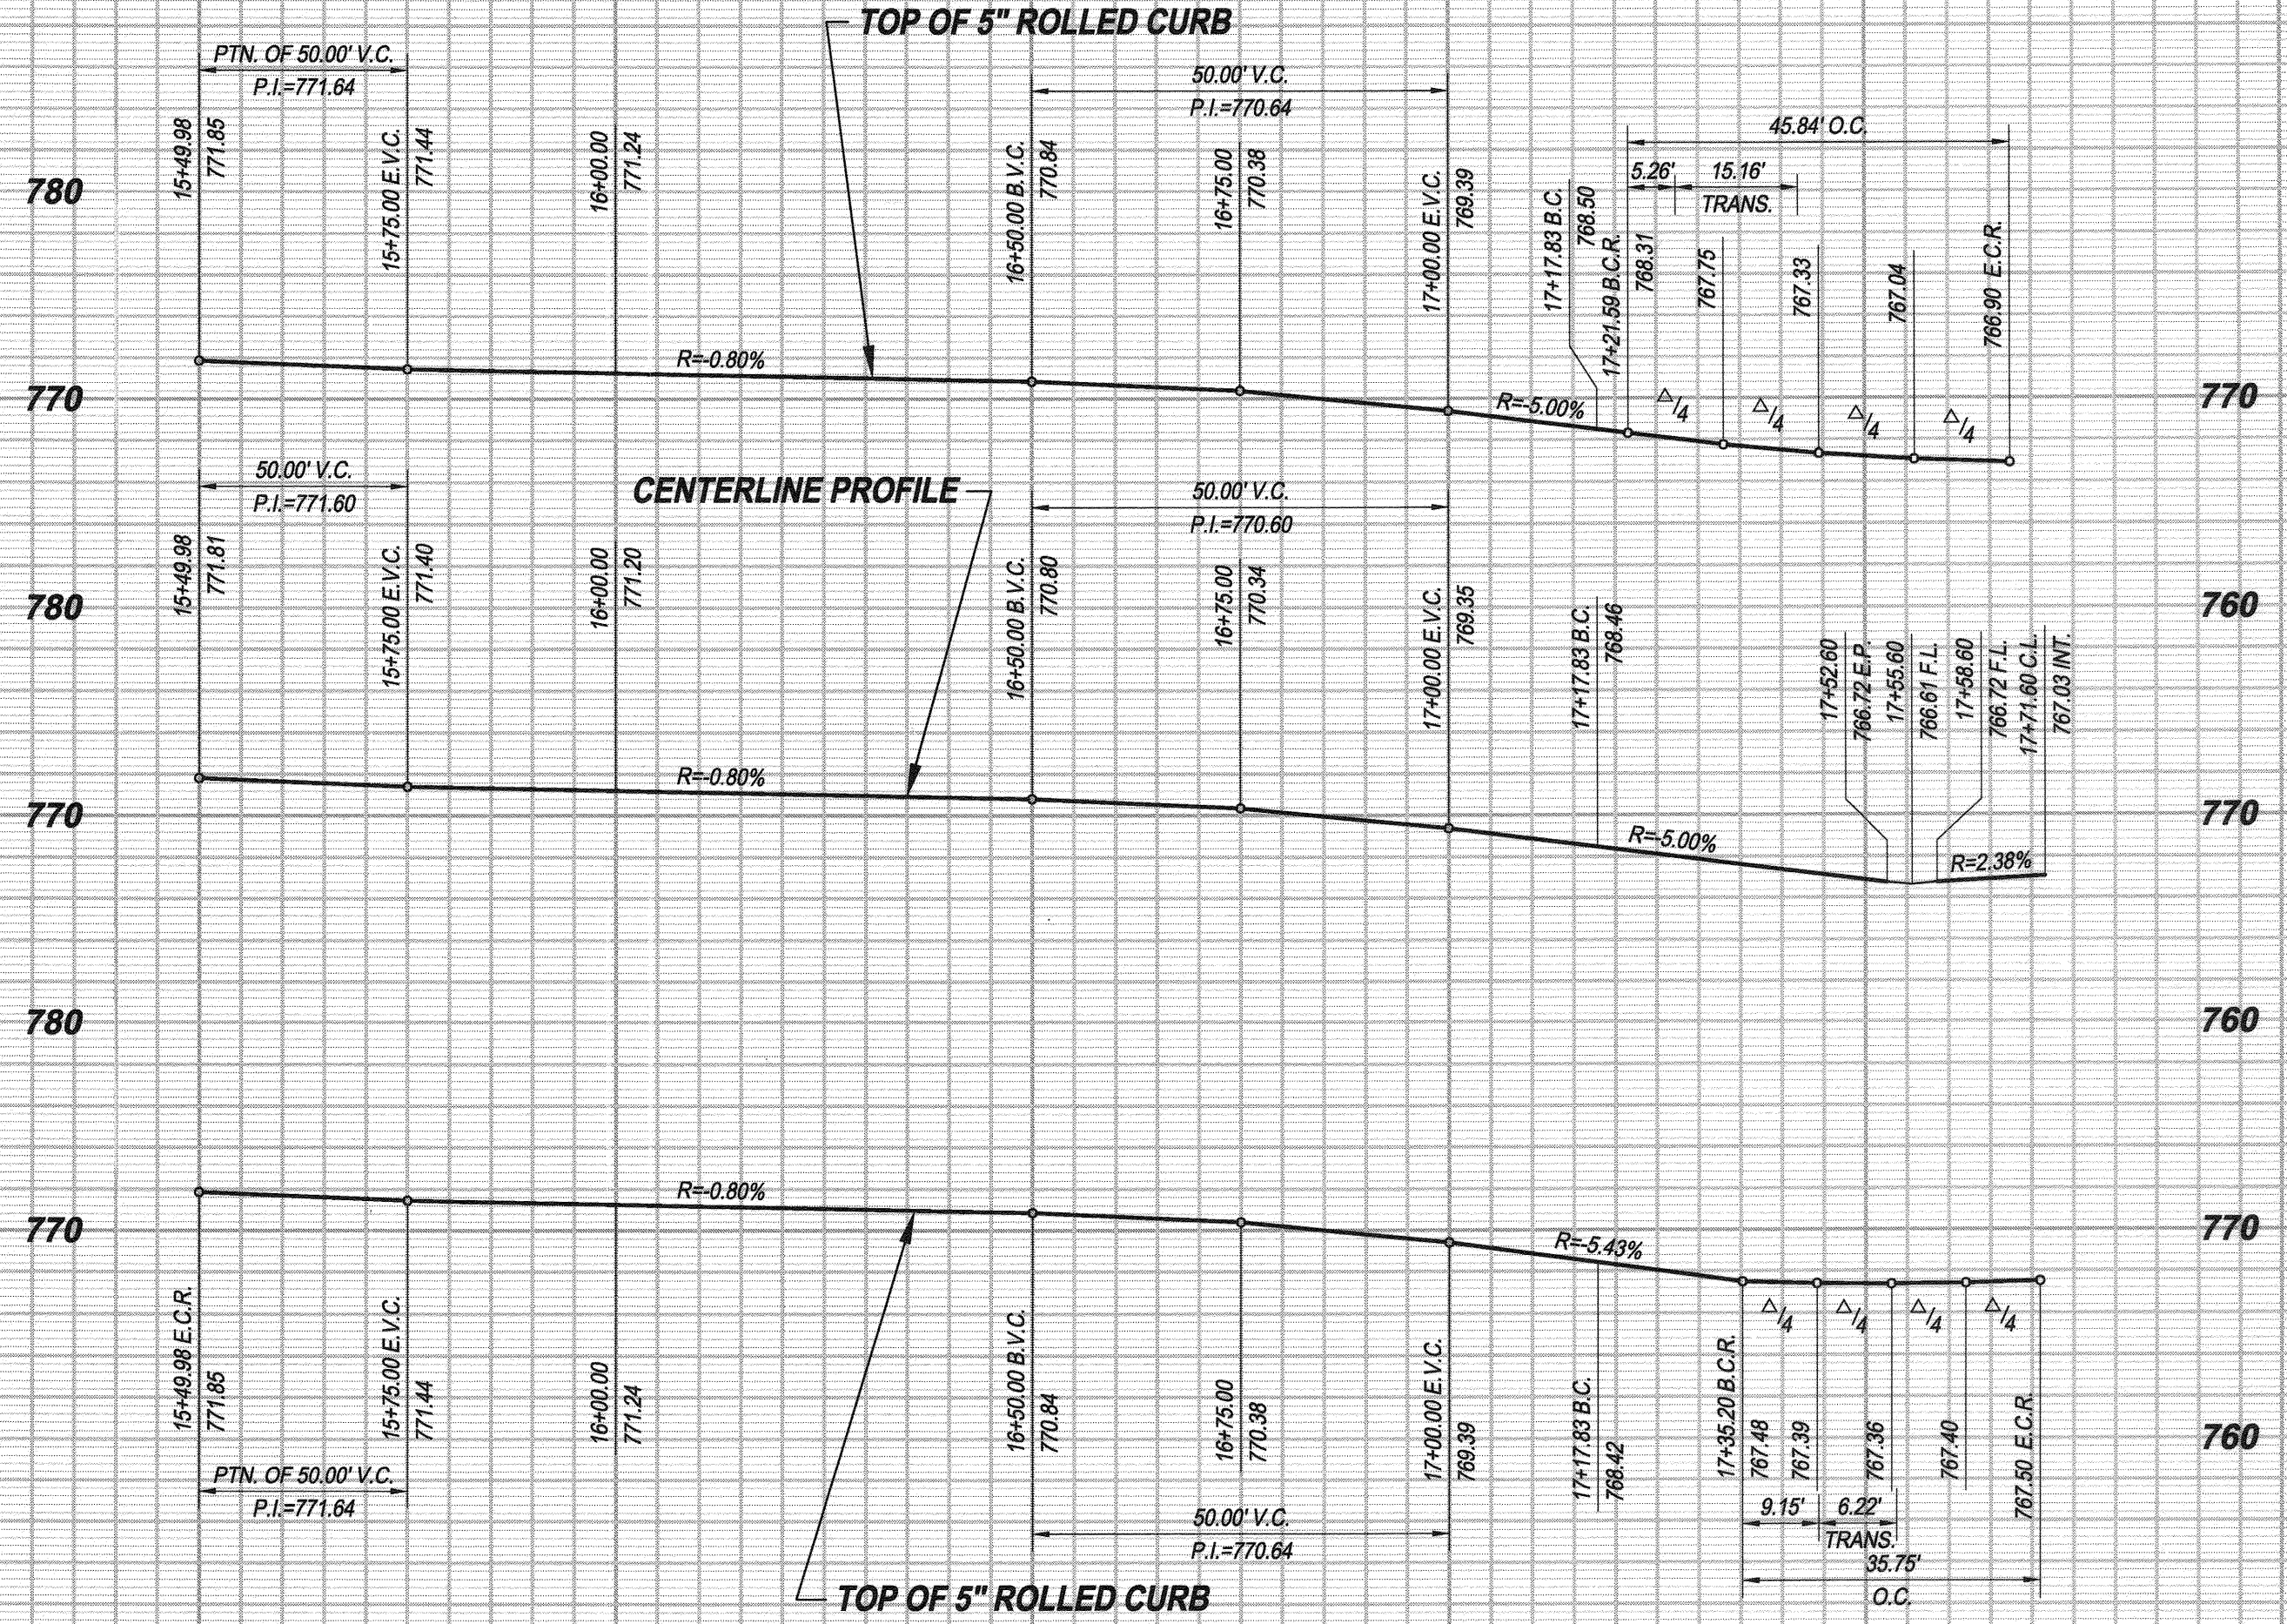 TOP OF 5" ROLLED CURB
PTN. OF 50.00' V.C.
P.I.=771.64
50.00' V.C.
P.I.=770.64
45.84' O.C.
5.26'
15.16'
TRANS.
15+49.98
771.85
15+75.00 E.V.C.
771.44
16+00.00
771.24
16+50.00 B.V.C.
770.84
16+75.00
770.38
17+00.00 E.V.C.
769.39
17+17.83 B.C.
768.50
17+21.59 B.C.R.
768.31
767.75
767.33
767.04
766.90 E.C.R.
780
R=-0.80%
R=-5.00%
△/4
△/4
△/4
△/4
770
770
50.00' V.C.
P.I.=771.60
CENTERLINE PROFILE
50.00' V.C.
P.I.=770.60
15+49.98
771.81
15+75.00 E.V.C.
771.40
16+00.00
771.20
16+50.00 B.V.C.
770.80
16+75.00
770.34
17+00.00 E.V.C.
769.35
17+17.83 B.C.
768.46
17+52.60
766.72 E.P.
17+55.60
766.61 F.L.
17+58.60
766.72 F.L.
17+71.60 C.L.
767.03 INT.
780
760
R=-0.80%
R=-5.00%
R=2.38%
770
770
780
760
R=-0.80%
R=-5.43%
770
770
△/4
△/4
△/4
△/4
15+49.98 E.C.R.
771.85
15+75.00 E.V.C.
771.44
16+00.00
771.24
16+50.00 B.V.C.
770.84
16+75.00
770.38
17+00.00 E.V.C.
769.39
17+17.83 B.C.
768.42
17+35.20 B.C.R.
767.48
767.39
767.36
767.40
767.50 E.C.R.
760
PTN. OF 50.00' V.C.
P.I.=771.64
50.00' V.C.
P.I.=770.64
9.15'
6.22'
TRANS.
35.75'
O.C.
TOP OF 5" ROLLED CURB